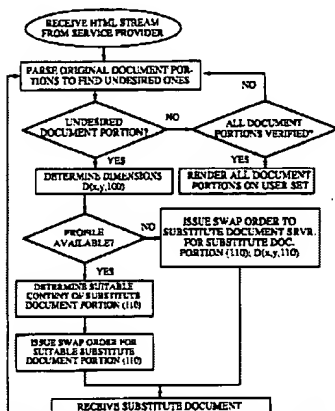 RECEIVE HTML STREAM
FROM SERVICE PROVIDER
PARSE ORIGINAL DOCUMENT POR-
TIONS TO FIND UNDESIRED ONES
NO
UNDESIRED
DOCUMENT PORTION?
NO
ALL DOCUMENT
PORTIONS VERIFIED?
YES
YES
DETERMINE DIMENSIONS
D(x,y,100)
RENDER ALL DOCUMENT
PORTIONS ON USER SET
PROFILE
AVAILABLE?
NO
ISSUE SWAP ORDER TO
SUBSTITUTE DOCUMENT SRVR.
FOR SUBSTITUTE DOC.
PORTION (110); D(x,y,110)
YES
DETERMINE SUITABLE
CONTENT OF SUBSTITUTE
DOCUMENT PORTION (110)
ISSUE SWAP ORDER FOR
SUITABLE SUBSTITUTE
DOCUMENT PORTION (110)
RECEIVE SUBSTITUTE DOCUMENT